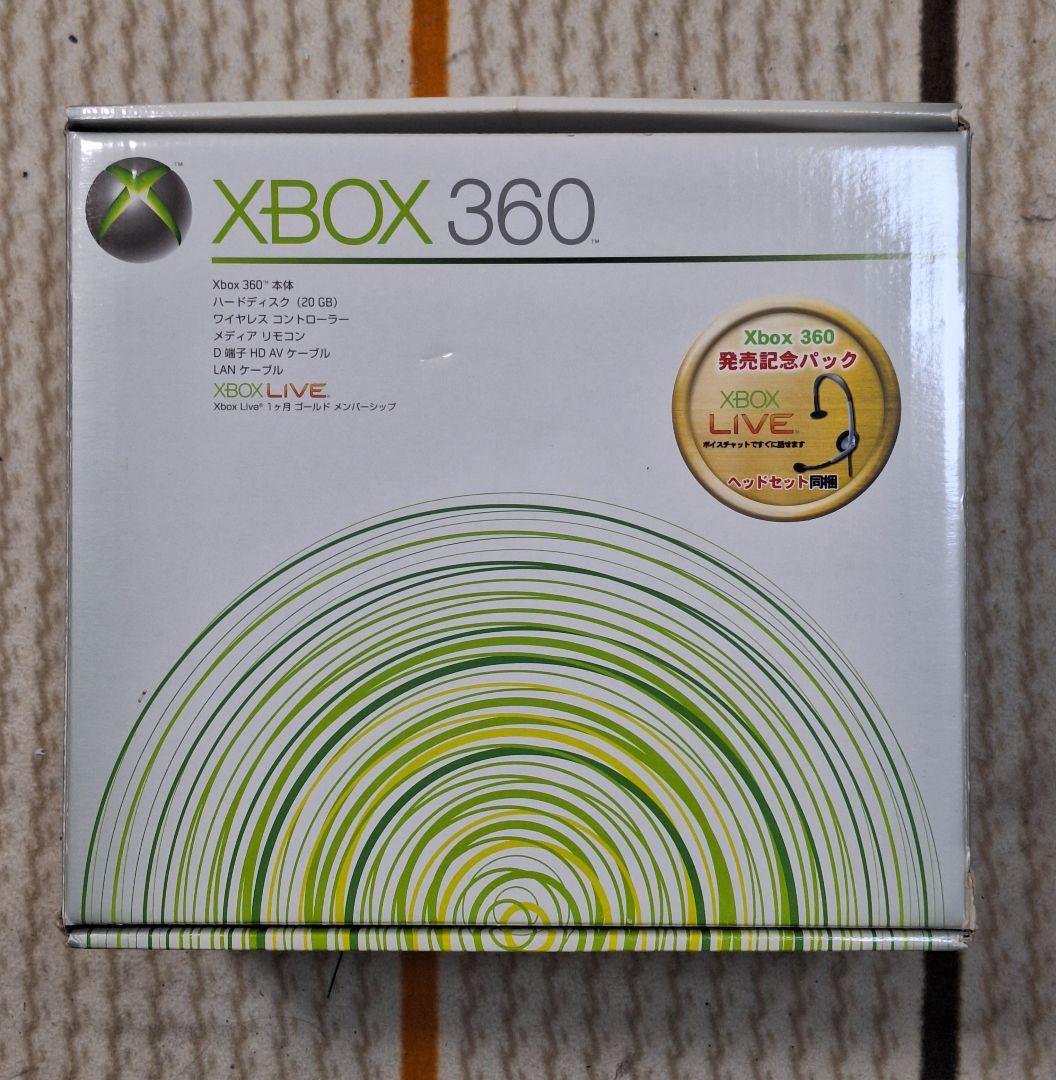 XBOX 360™
Xbox 360™ 本体
ハードディスク（20 GB）
ワイヤレス コントローラー
メディア リモコン
D 端子 HD AV ケーブル
LAN ケーブル
XBOX LIVE®
Xbox Live® 1ヶ月 ゴールド メンバーシップ
Xbox 360
発売記念パック
XBOX
LIVE®
ボイスチャットですぐに話せます
ヘッドセット同梱